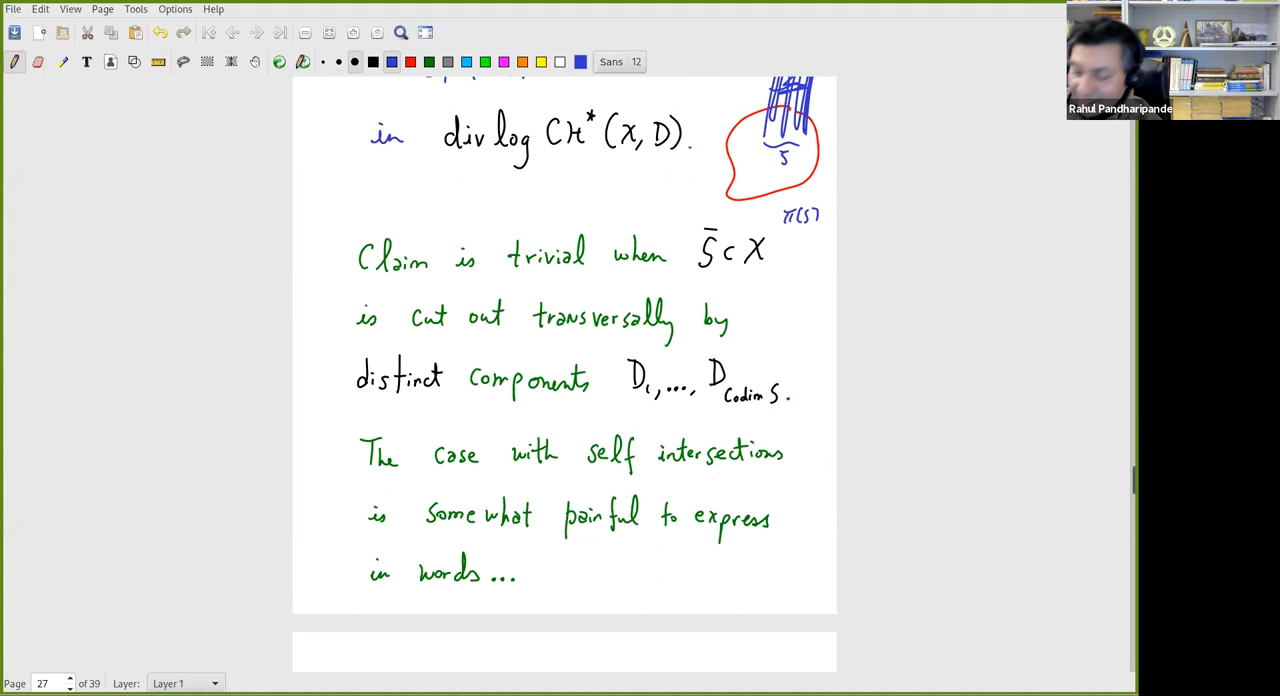 File Edit View Page Tools Options Help
Sans 12
Rahul Pandharipande
in div log CH* (X, D).
S
π(S)
Claim is trivial when S̄ ⊂ X
is cut out transversally by
distinct components D₁, ..., D_codim S.
The case with self intersections
is somewhat painful to express
in words...
Page 27 of 39 Layer: Layer 1